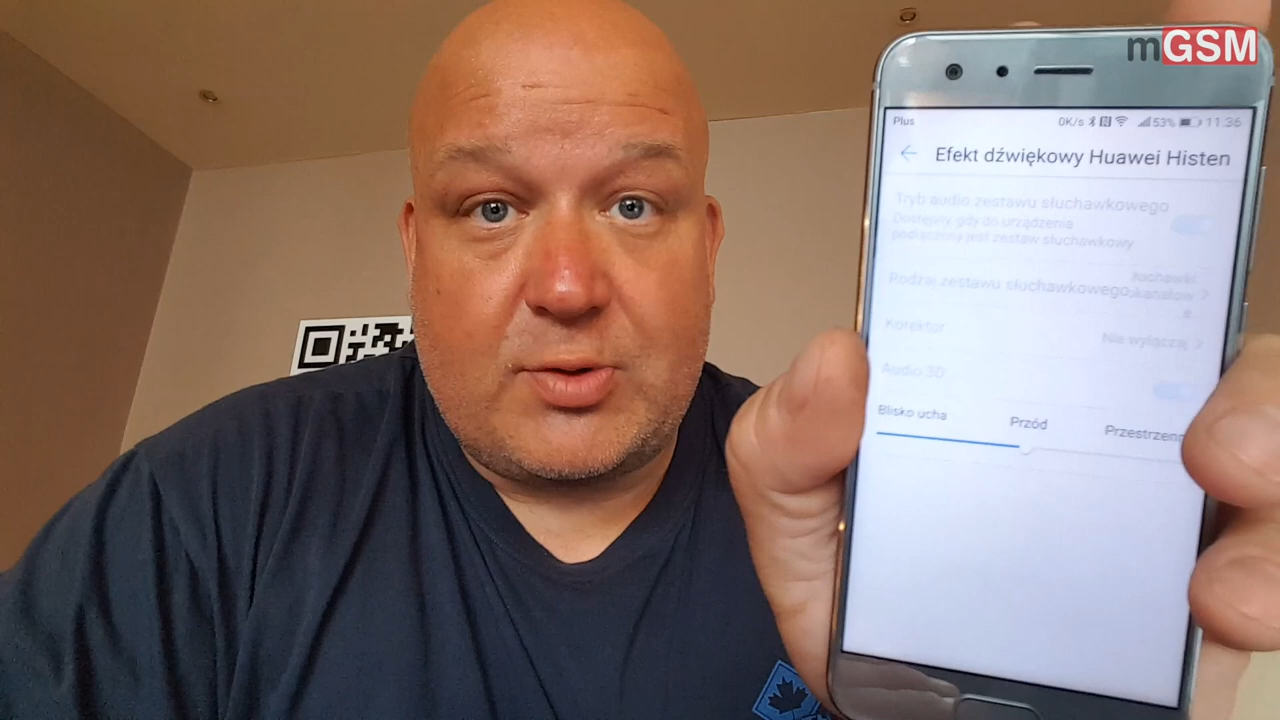 mGSM
Plus
0K/s
53%
11:36
Efekt dźwiękowy Huawei Histen
Tryb audio zestawu słuchawkowego
Dostępny, gdy do urządzenia
podłączony jest zestaw słuchawkowy
Rodzaj zestawu słuchawkowego
Korektor
Nie wyłączaj
Audio 3D
Blisko ucha
Przód